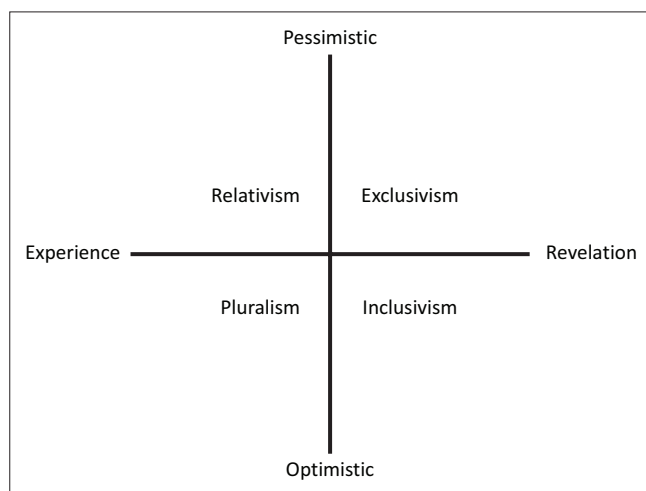 Pessimistic
Relativism
Exclusivism
Experience
Revelation
Pluralism
Inclusivism
Optimistic